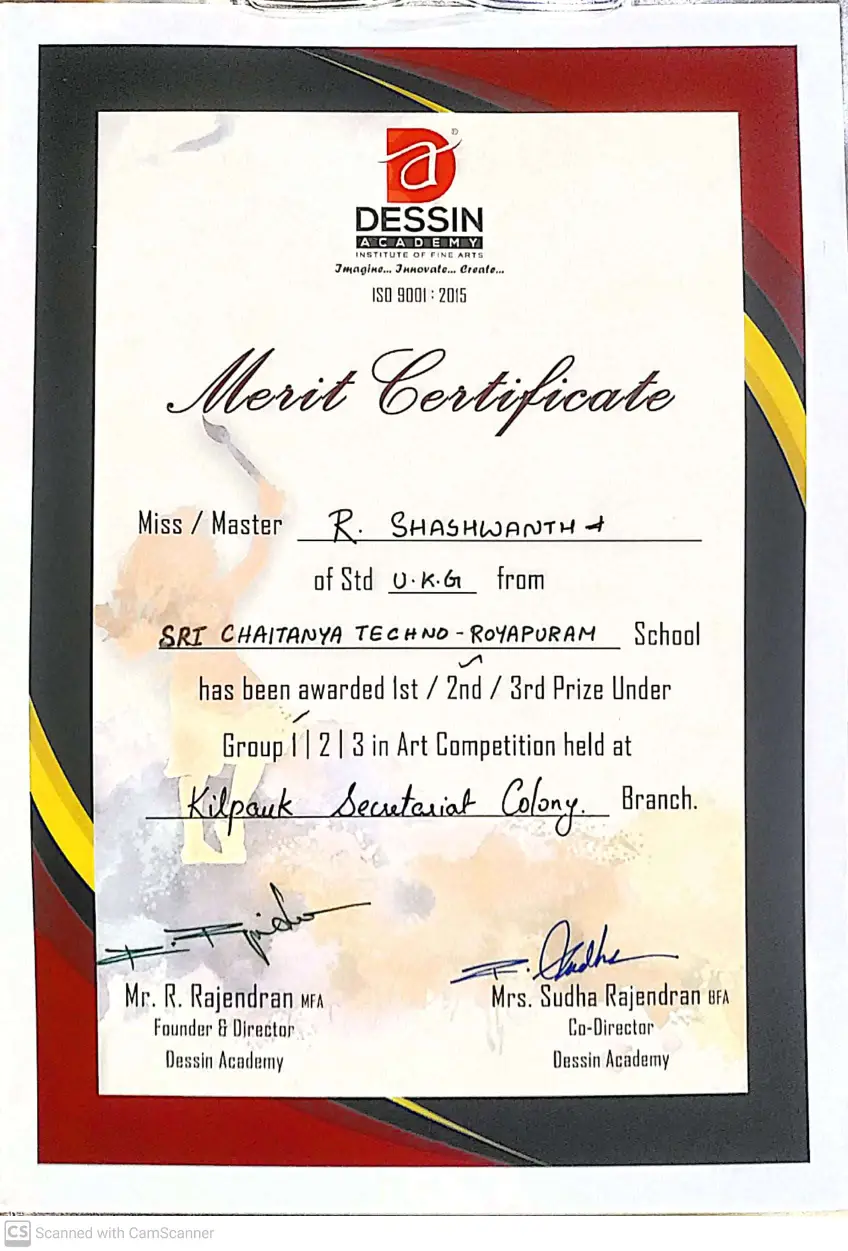 a
®
DESSIN
ACADEMY
INSTITUTE OF FINE ARTS
Imagine... Innovate... Create...
ISO 9001 : 2015
Merit Certificate
Miss / Master R. SHASHWANTH
of Std U.K.G from
SRI CHAITANYA TECHNO - ROYAPURAM School
has been awarded 1st / 2nd / 3rd Prize Under
Group 1 | 2 | 3 in Art Competition held at
Kilpauk Secretariat Colony. Branch.
R. Sudha
Mr. R. Rajendran MFA Mrs. Sudha Rajendran BFA
Founder & Director Co-Director
Dessin Academy Dessin Academy
CS Scanned with CamScanner